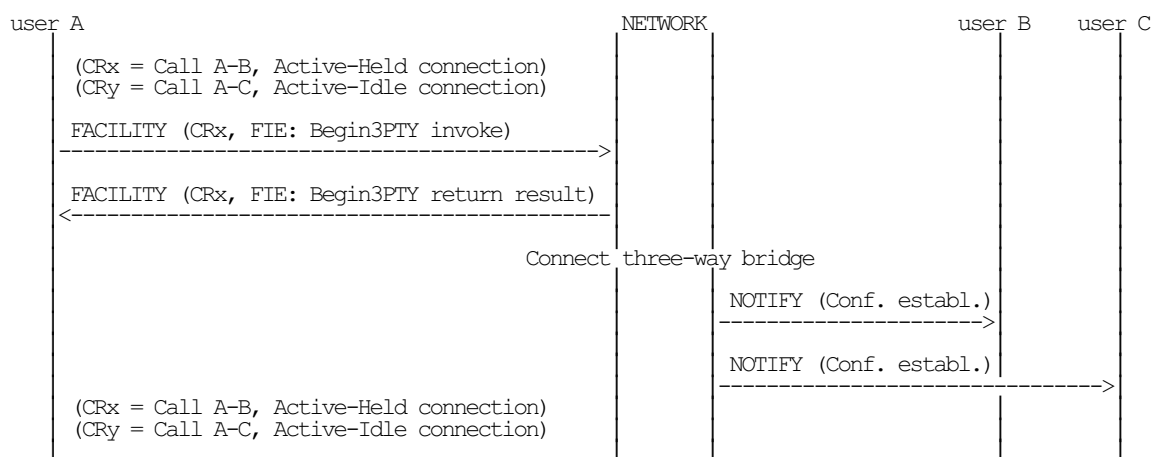 user A NETWORK user B user C
(CRx = Call A-B, Active-Held connection)
(CRy = Call A-C, Active-Idle connection)
FACILITY (CRx, FIE: Begin3PTY invoke)
FACILITY (CRx, FIE: Begin3PTY return result)
Connect three-way bridge
NOTIFY (Conf. establ.)
NOTIFY (Conf. establ.)
(CRx = Call A-B, Active-Held connection)
(CRy = Call A-C, Active-Idle connection)